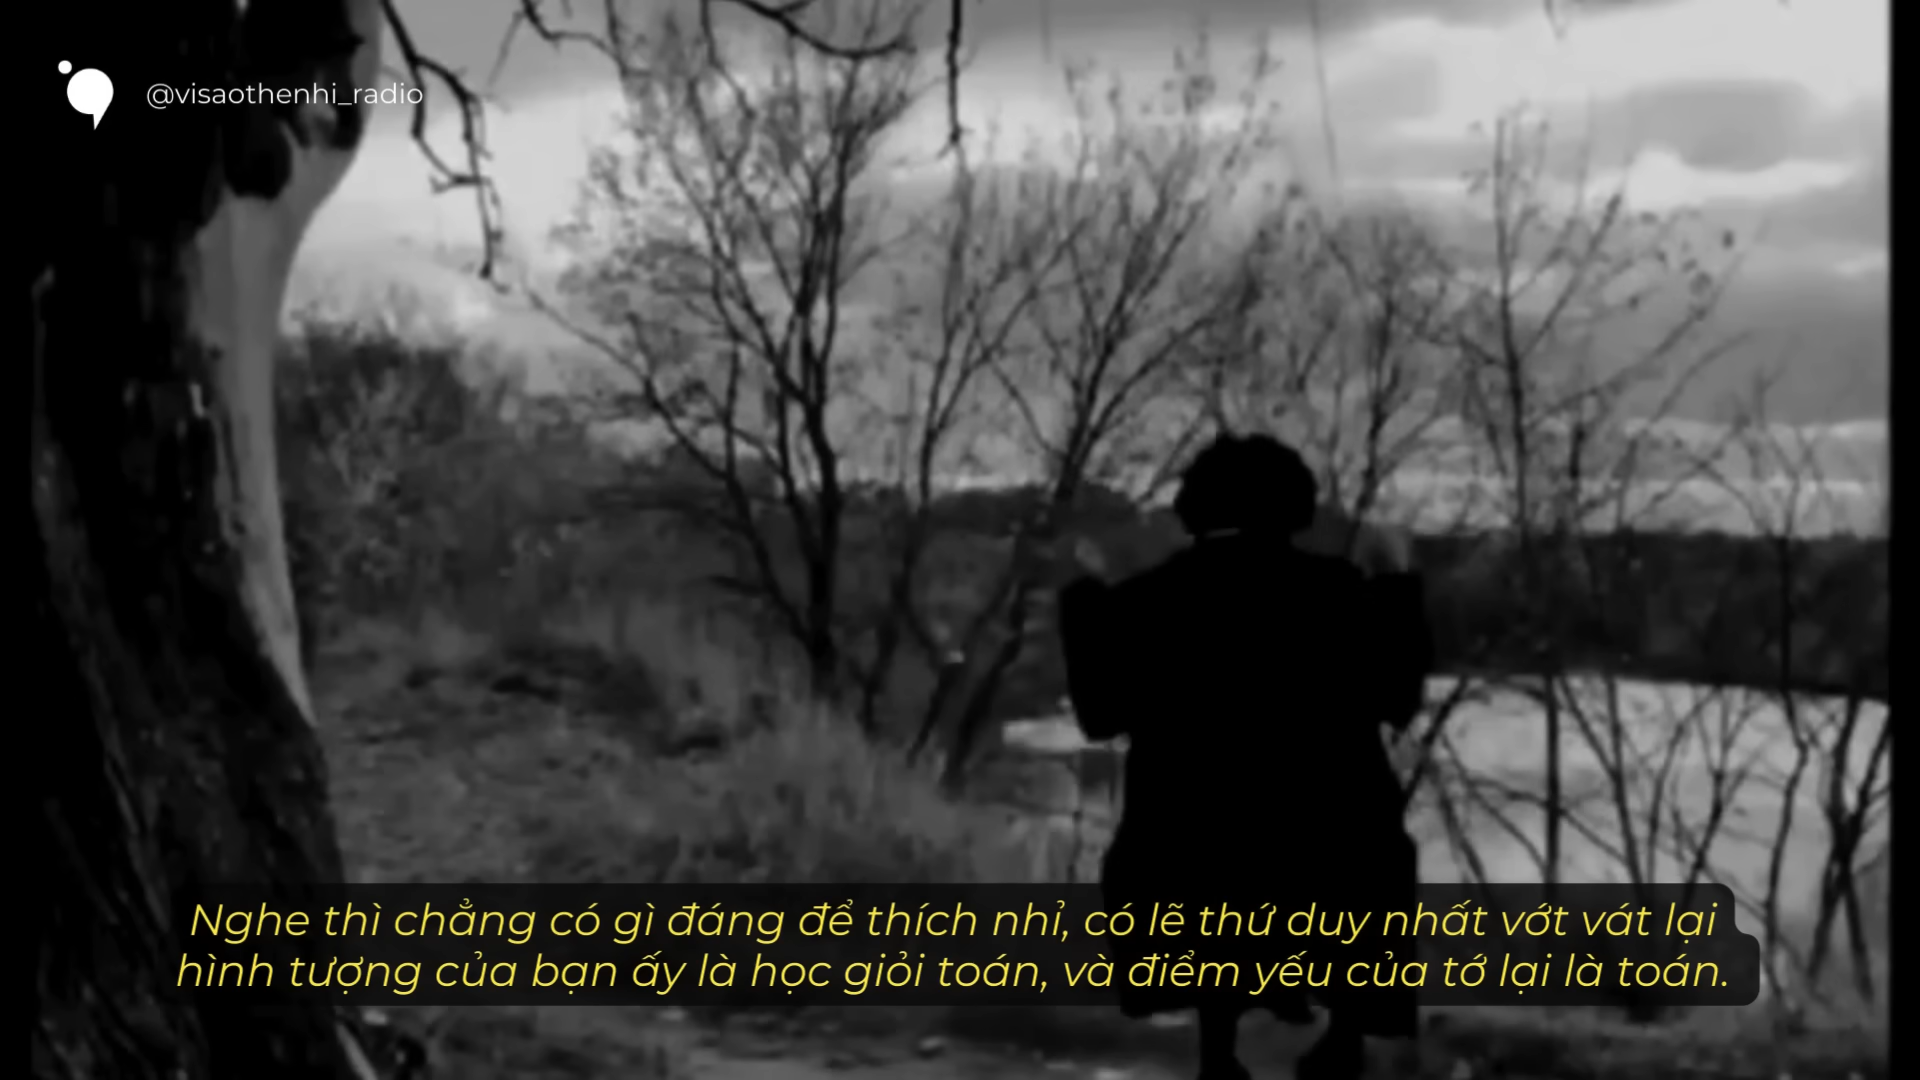 @visaothenhi_radio
Nghe thì chẳng có gì đáng để thích nhỉ, có lẽ thứ duy nhất vớt vát lại
hình tượng của bạn ấy là học giỏi toán, và điểm yếu của tớ lại là toán.